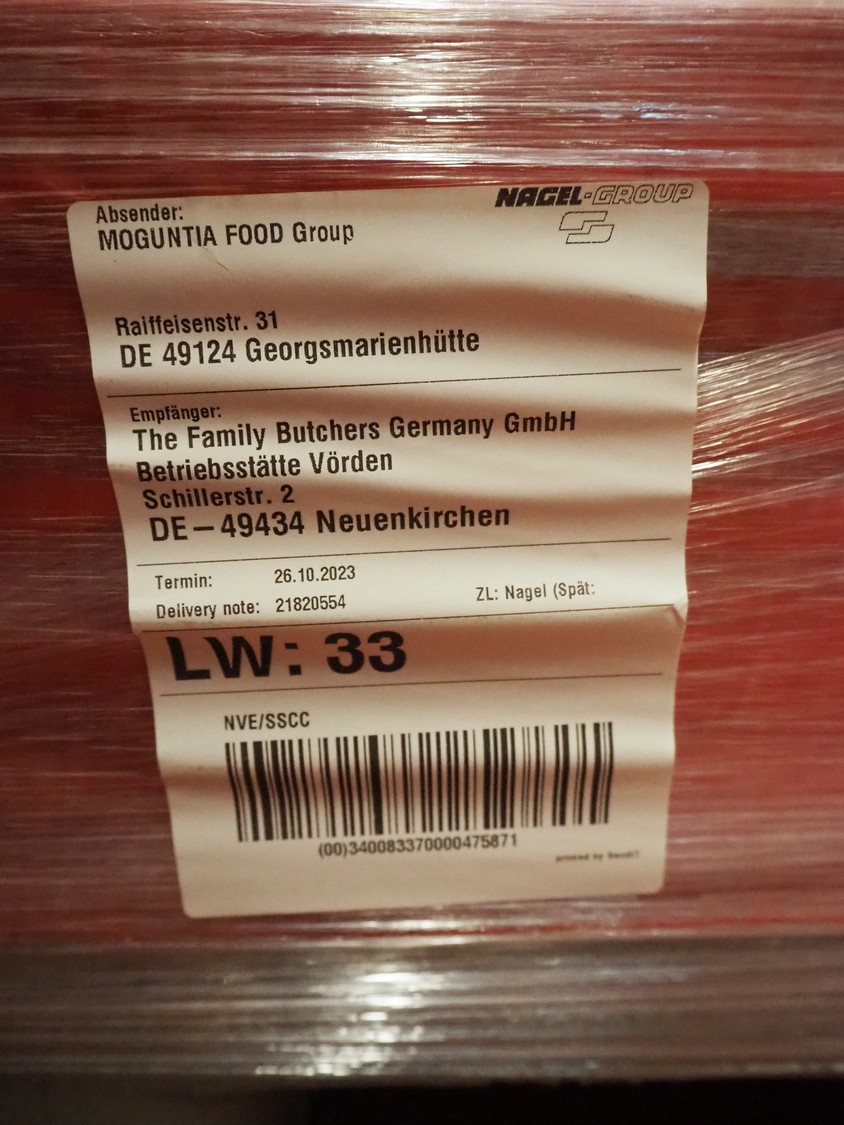 Absender:
NAGEL-GROUP
MOGUNTIA FOOD Group
Raiffeisenstr. 31
DE 49124 Georgsmarienhütte
Empfänger:
The Family Butchers Germany GmbH
Betriebsstätte Vörden
Schillerstr. 2
DE – 49434 Neuenkirchen
Termin: 26.10.2023
Delivery note: 21820554 ZL: Nagel (Spät:
LW: 33
NVE/SSCC
(00)340083370000475871
printed by